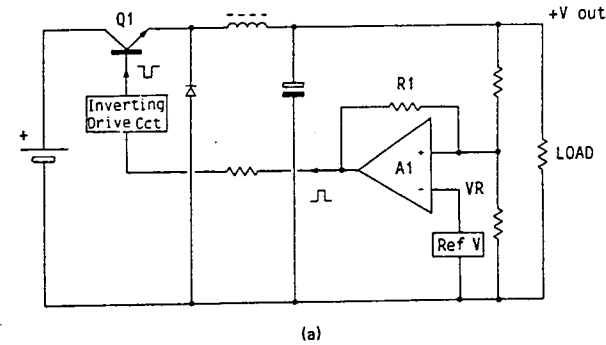 Q1
+V out
R1
Inverting
Drive Cct
+
+
A1
-
VR
LOAD
Ref V
(a)